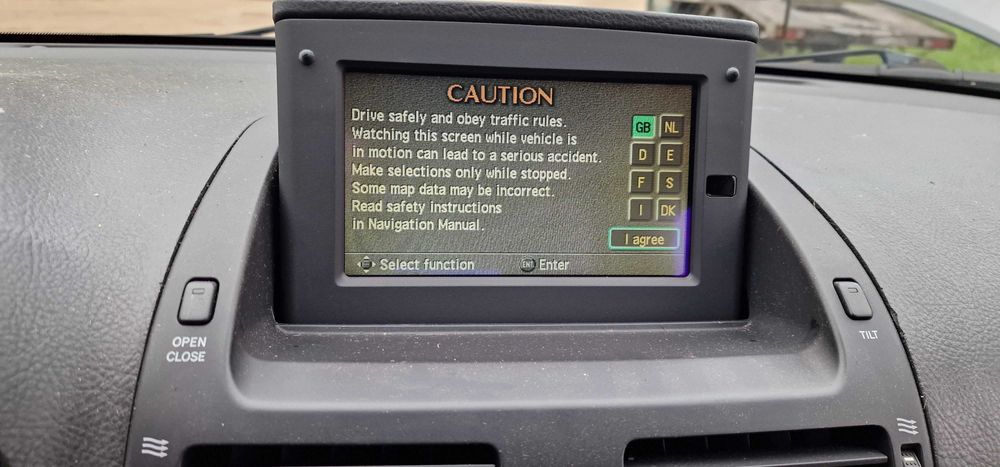 CAUTION
Drive safely and obey traffic rules.
Watching this screen while vehicle is
in motion can lead to a serious accident.
Make selections only while stopped.
Some map data may be incorrect.
Read safety instructions
in Navigation Manual.
GB NL
D E
F S
I DK
I agree
Select function ENT Enter
OPEN
CLOSE
TILT